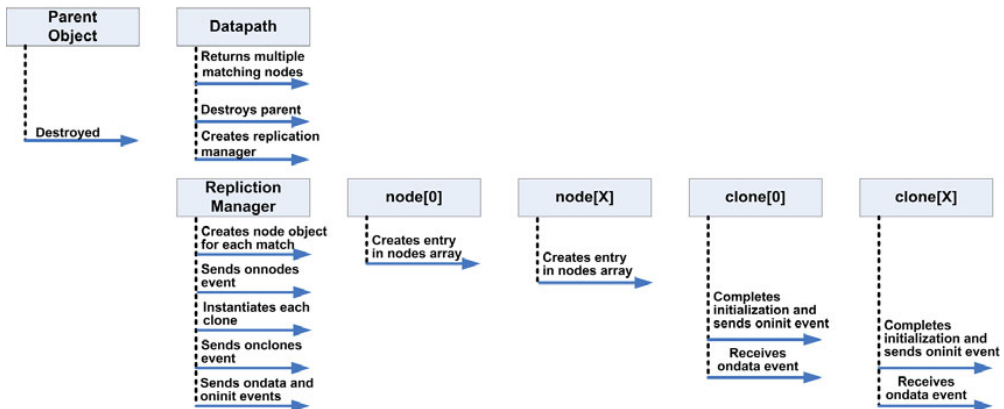 Parent
Object
Datapath
Returns multiple
matching nodes
Destroys parent
Destroyed
Creates replication
manager
Repliction
Manager
node[0]
node[X]
clone[0]
clone[X]
Creates node object
for each match
Creates entry
in nodes array
Creates entry
in nodes array
Sends onnodes
event
Instantiates each
clone
Completes
initialization and
sends oninit event
Completes
initialization and
sends oninit event
Sends onclones
event
Receives
ondata event
Sends ondata and
oninit events
Receives
ondata event